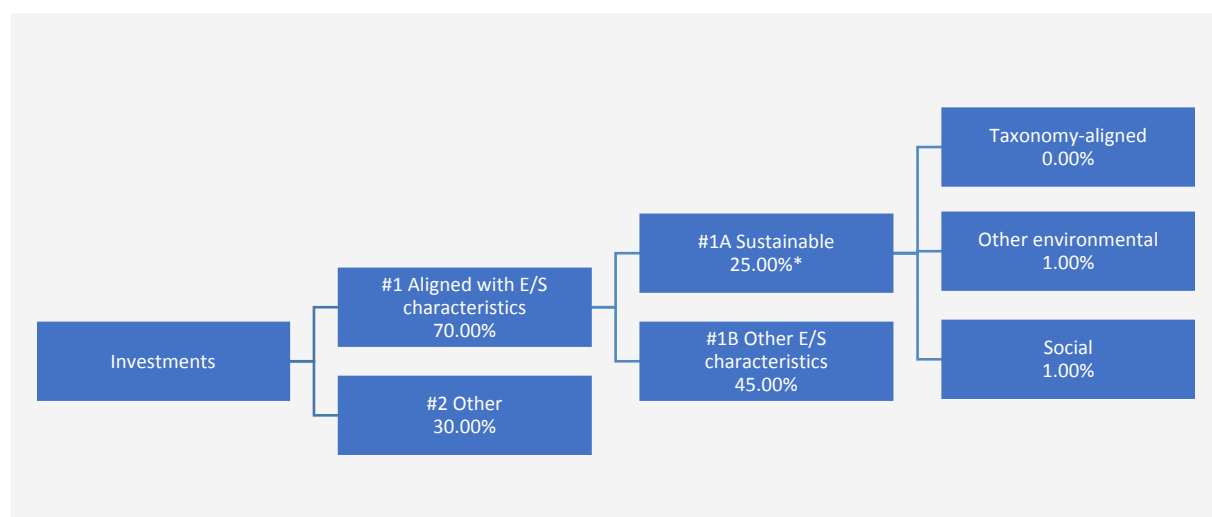 Investments
#1 Aligned with E/S
characteristics
70.00%
#2 Other
30.00%
#1A Sustainable
25.00%*
#1B Other E/S
characteristics
45.00%
Taxonomy-aligned
0.00%
Other environmental
1.00%
Social
1.00%